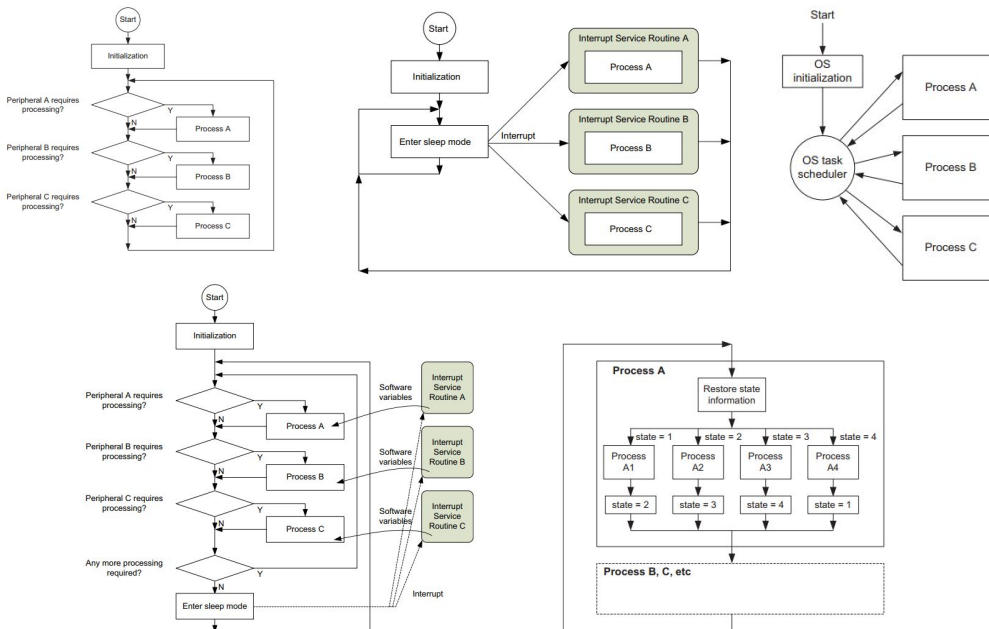 Start
Initialization
Peripheral A requires
processing?
Y
N
Process A
Peripheral B requires
processing?
Y
N
Process B
Peripheral C requires
processing?
Y
N
Process C
Start
Initialization
Enter sleep mode
Interrupt
Interrupt Service Routine A
Process A
Interrupt Service Routine B
Process B
Interrupt Service Routine C
Process C
Start
OS
initialization
OS task
scheduler
Process A
Process B
Process C
Start
Initialization
Peripheral A requires
processing?
Y
N
Process A
Software
variables
Interrupt
Service
Routine A
Peripheral B requires
processing?
Y
N
Process B
Software
variables
Interrupt
Service
Routine B
Peripheral C requires
processing?
Y
N
Process C
Software
variables
Interrupt
Service
Routine C
Any more processing
required?
Y
N
Enter sleep mode
Interrupt
Process A
Restore state
information
state = 1
state = 2
state = 3
state = 4
Process
A1
Process
A2
Process
A3
Process
A4
state = 2
state = 3
state = 4
state = 1
Process B, C, etc